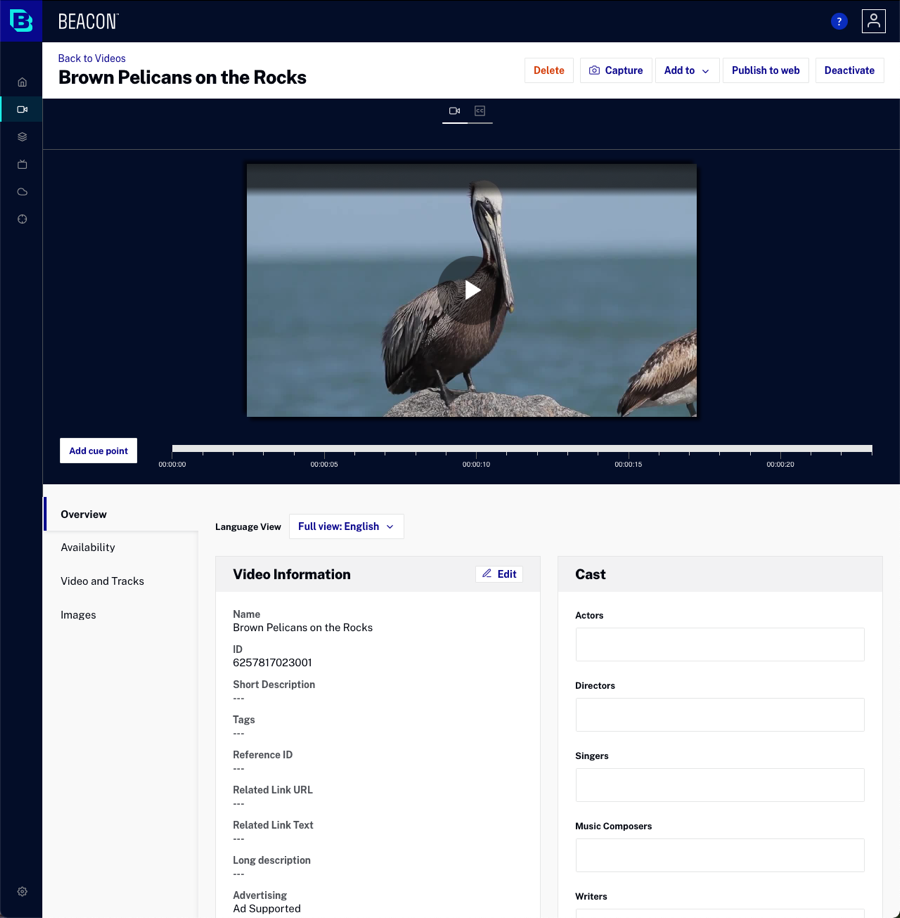 BEACON
?
Back to Videos
Brown Pelicans on the Rocks
Delete
Capture
Add to
Publish to web
Deactivate
CC
Add cue point
00:00:00
00:00:05
00:00:10
00:00:15
00:00:20
Overview
Availability
Video and Tracks
Images
Language View
Full view: English
Video Information
Edit
Name
Brown Pelicans on the Rocks
ID
6257817023001
Short Description
---
Tags
---
Reference ID
---
Related Link URL
---
Related Link Text
---
Long description
---
Advertising
Ad Supported
Cast
Actors
Directors
Singers
Music Composers
Writers